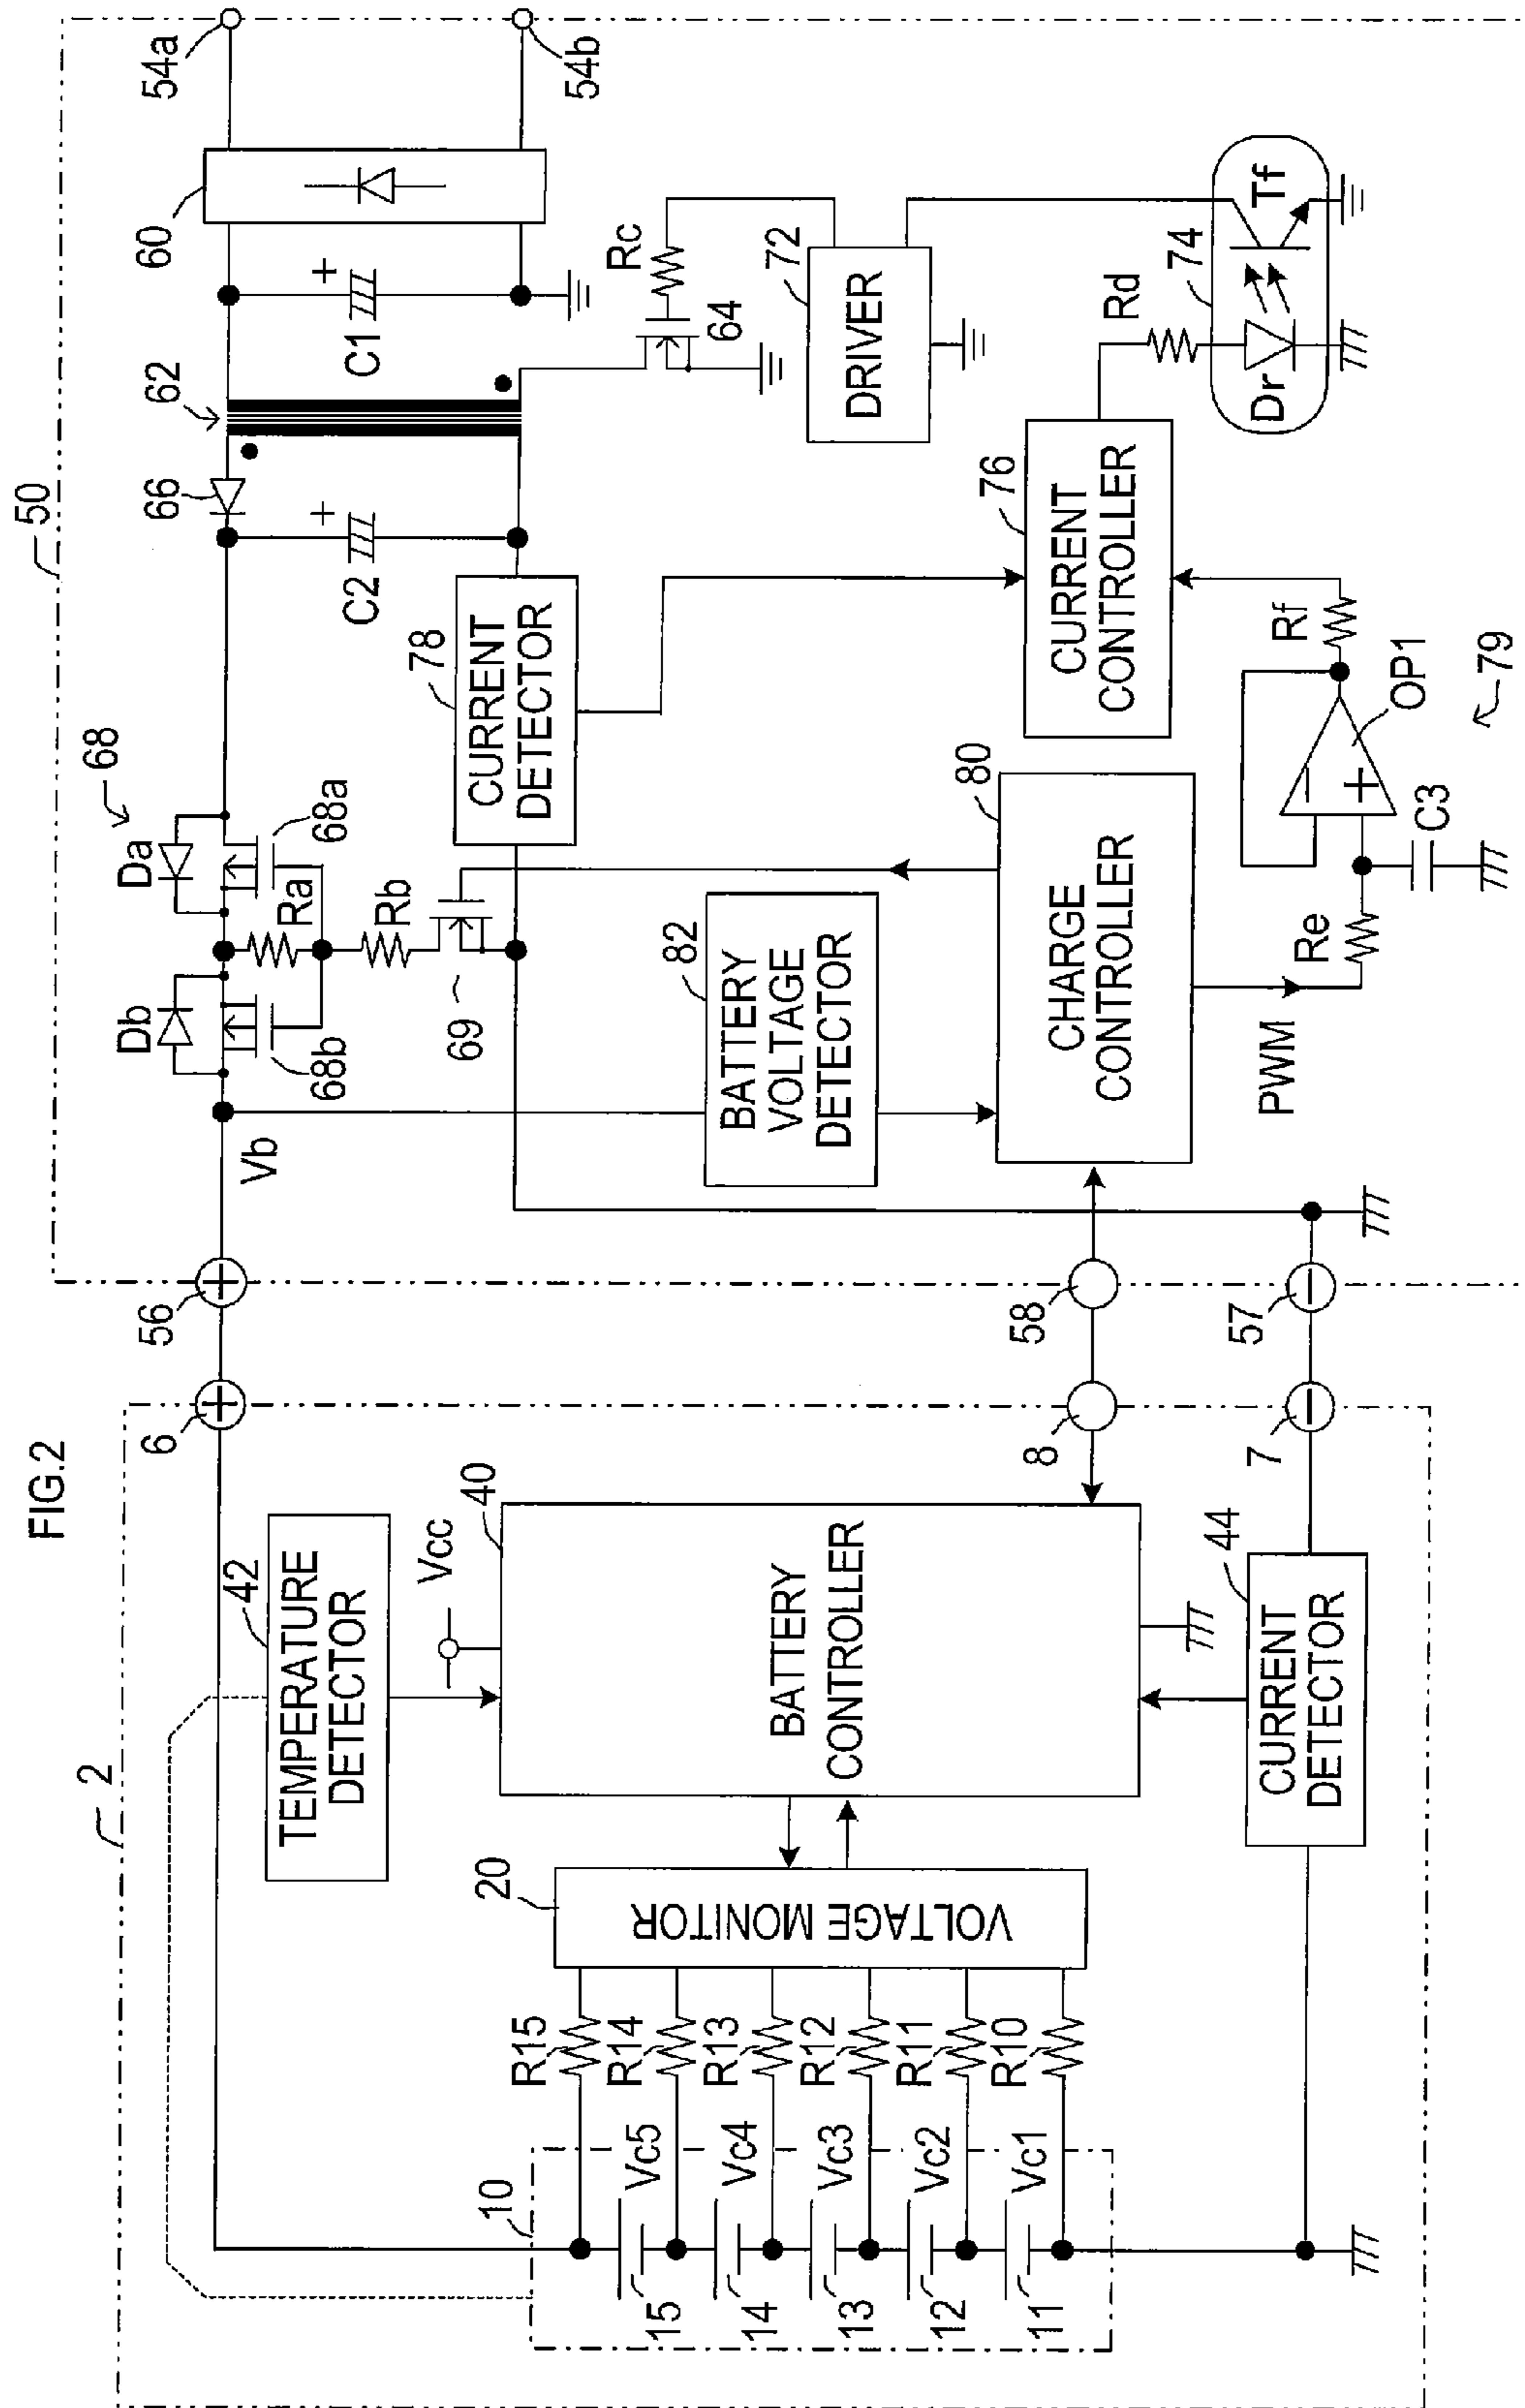 FIG.2
2
50
10
15
14
13
12
11
Vc5
Vc4
Vc3
Vc2
Vc1
R15
R14
R13
R12
R11
R10
20
VOLTAGE MONITOR
42
TEMPERATURE
DETECTOR
Vcc
40
BATTERY
CONTROLLER
44
CURRENT
DETECTOR
6
+
8
7
−
56
+
58
57
−
Vb
Db
68b
Da
68
68a
Ra
Rb
69
82
BATTERY
VOLTAGE
DETECTOR
80
CHARGE
CONTROLLER
PWM
Re
C3
−
+
OP1
79
Rf
78
CURRENT
DETECTOR
76
CURRENT
CONTROLLER
66
+
C2
62
+
C1
60
54a
54b
64
Rc
72
DRIVER
Rd
74
Dr
Tf